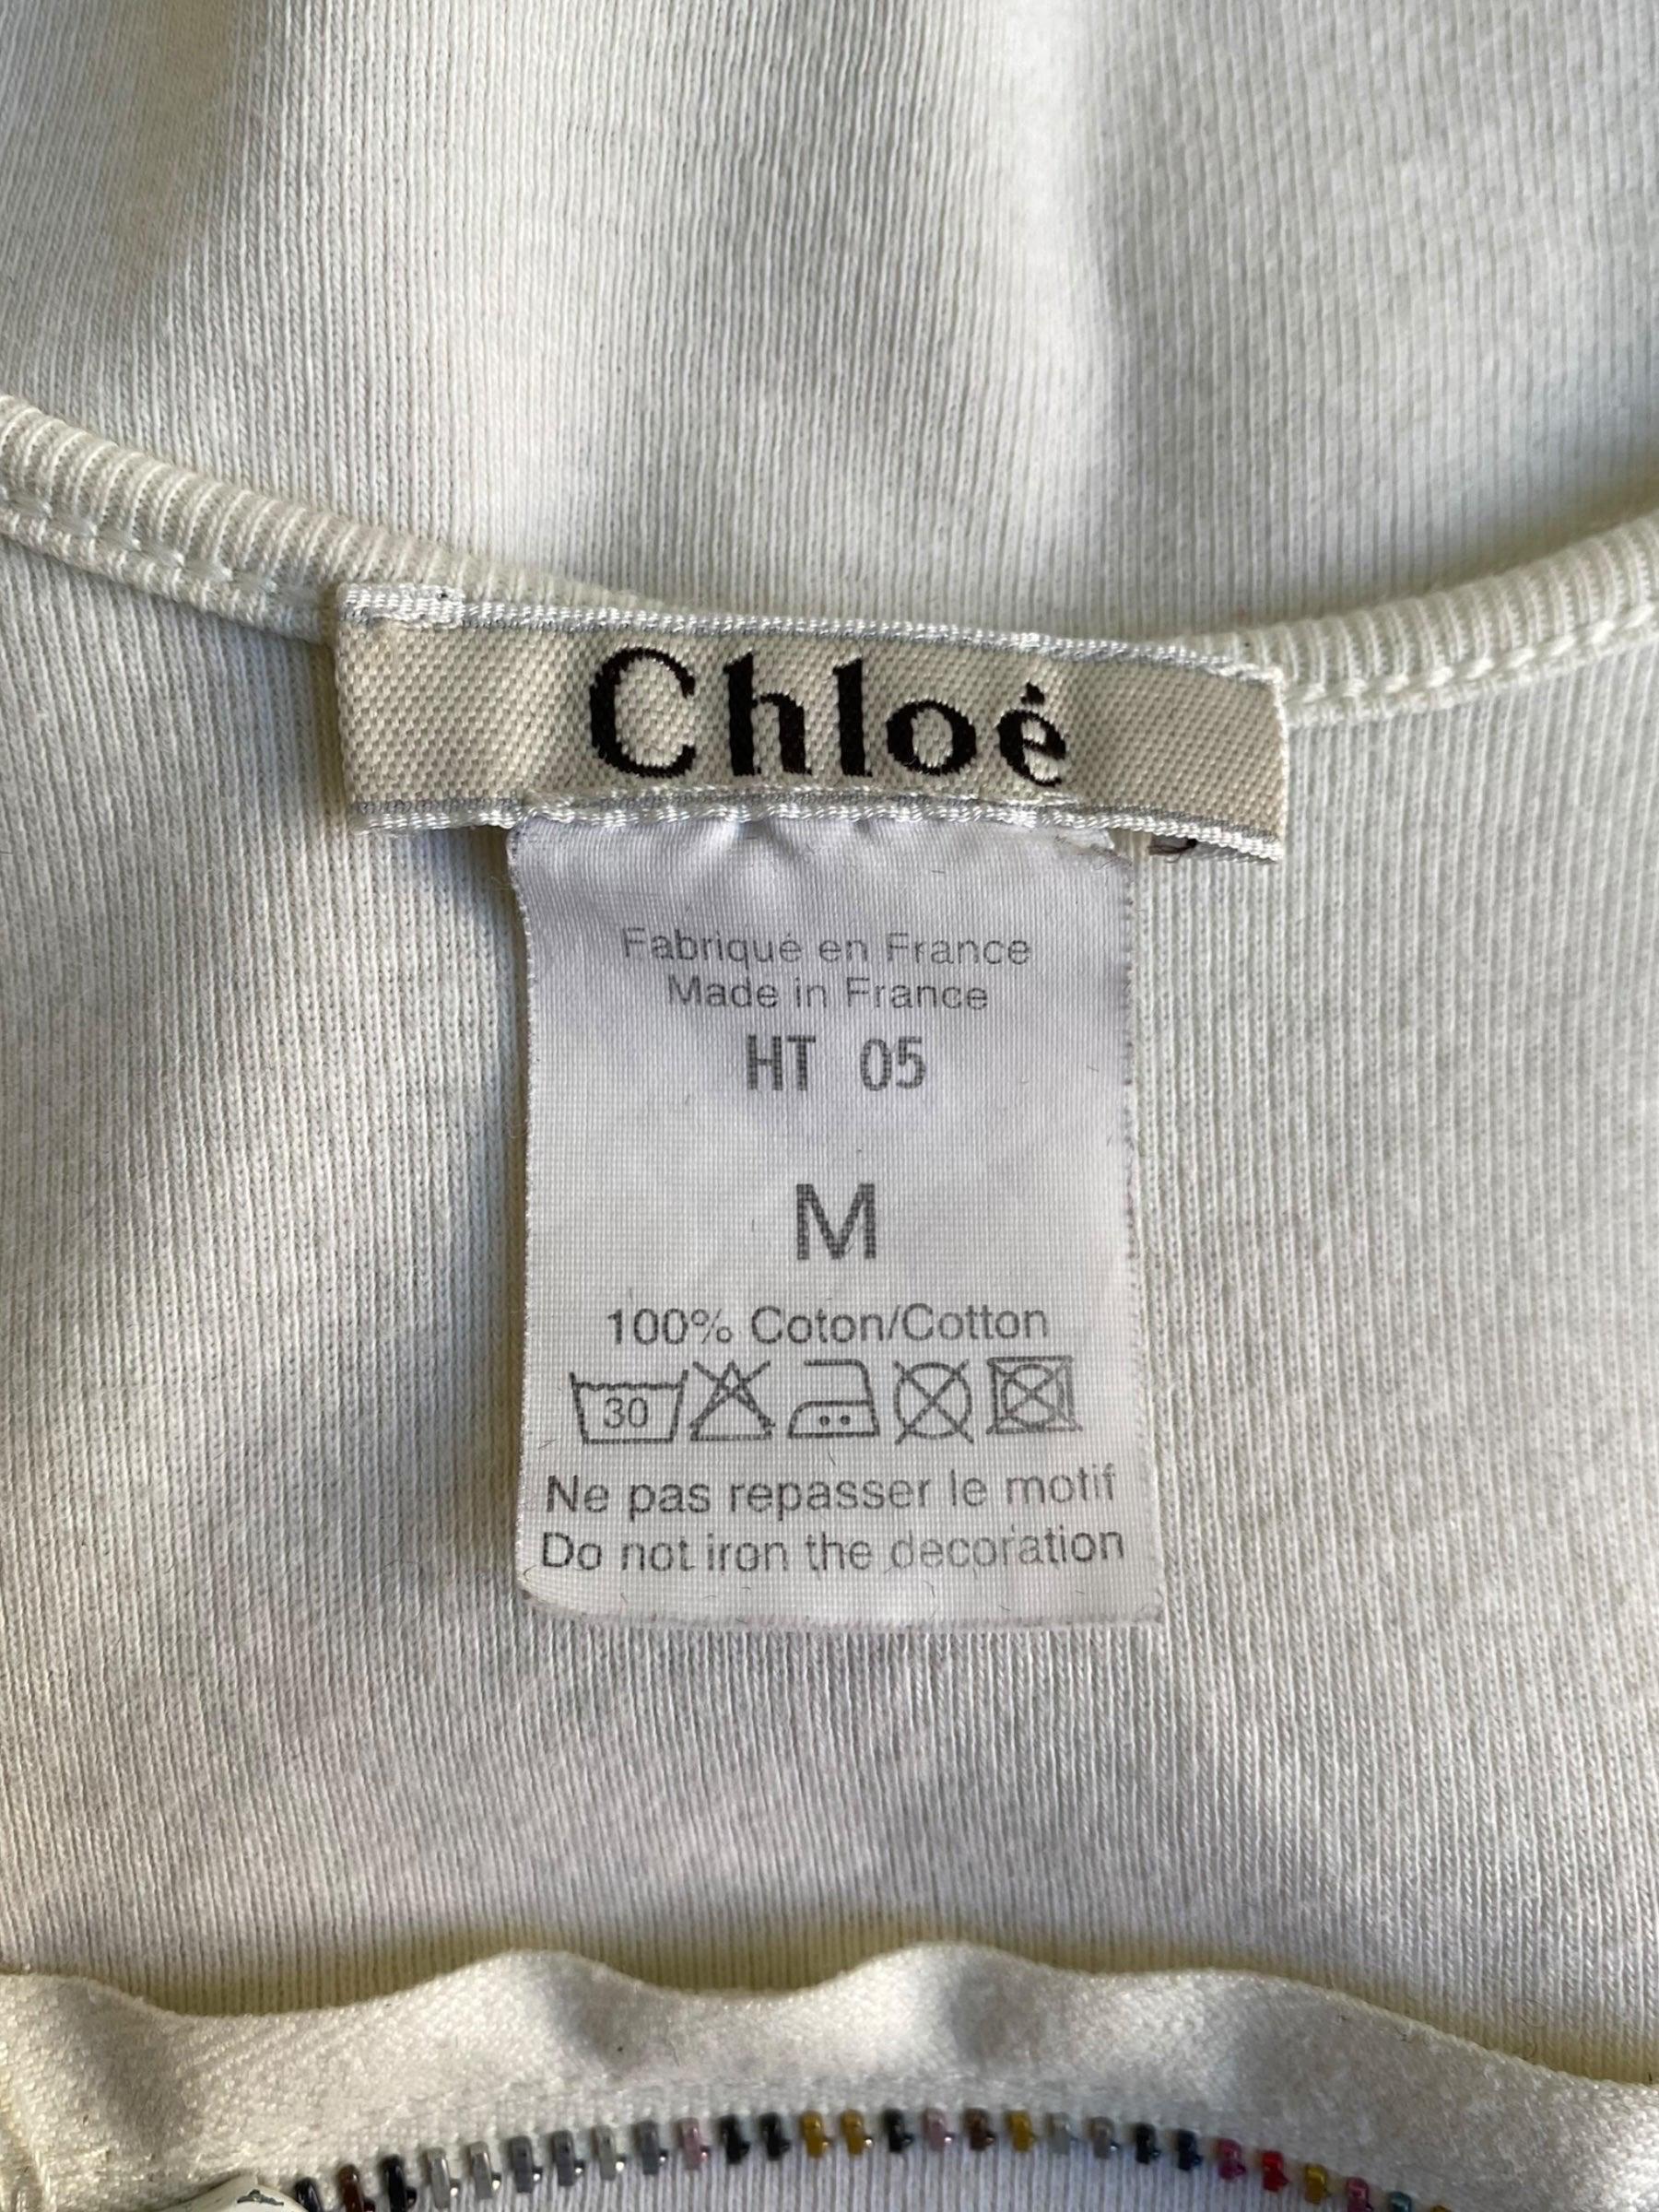 Chloé
Fabriqué en France
Made in France
HT 05
M
100% Coton/Cotton
30
Ne pas repasser le motif
Do not iron the decoration